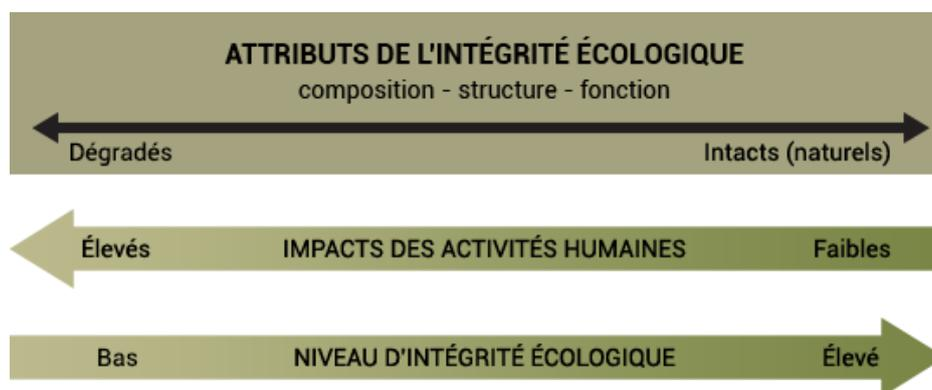 ATTRIBUTS DE L'INTÉGRITÉ ÉCOLOGIQUE
composition - structure - fonction
Dégradés Intacts (naturels)
Élevés IMPACTS DES ACTIVITÉS HUMAINES Faibles
Bas NIVEAU D'INTÉGRITÉ ÉCOLOGIQUE Élevé